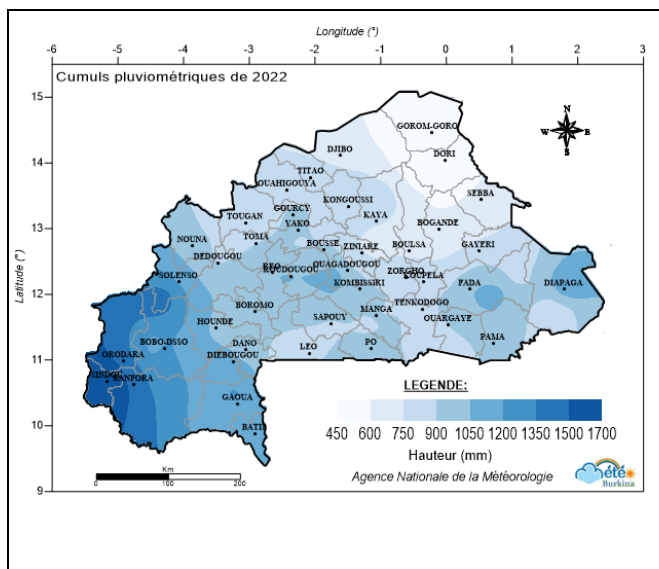 Longitude (°)
-6 -5 -4 -3 -2 -1 0 1 2
Cumuls pluviométriques de 2022
N
W E
S
Latitude (°)
15
14
13
12
11
10
9
GOROM-GORO
DJIBO
DORI
TITAO
OUAHIGOUYA
SEBBA
KONGOUSSI
GOURCY
TOUGAN
KAYA
YAKO
BOGANDE
NOUNA
TOMA
BOUSSE
ZINIARE
BOULSA
GAYERI
DEDOUGOU
REO
KOUDOUGOU
OUAGADOUGOU
ZORGHO
KOUPELA
SOLENSO
KOMBISSIRI
FADA
DIAPAGA
BOROMO
TENKODOGO
HOUNDE
SAPOUY
MANGA
OUARGAYE
BOBO-DSSO
DANO
LEO
PO
PAMA
ORODARA
DIEBOUGOU
SINDOU
BANFORA
GAOUA
BATIE
LEGENDE:
450 600 750 900 1050 1200 1350 1500 1700
Hauteur (mm)
Km
0 100 200
Agence Nationale de la Météorologie
Météo
Burkina